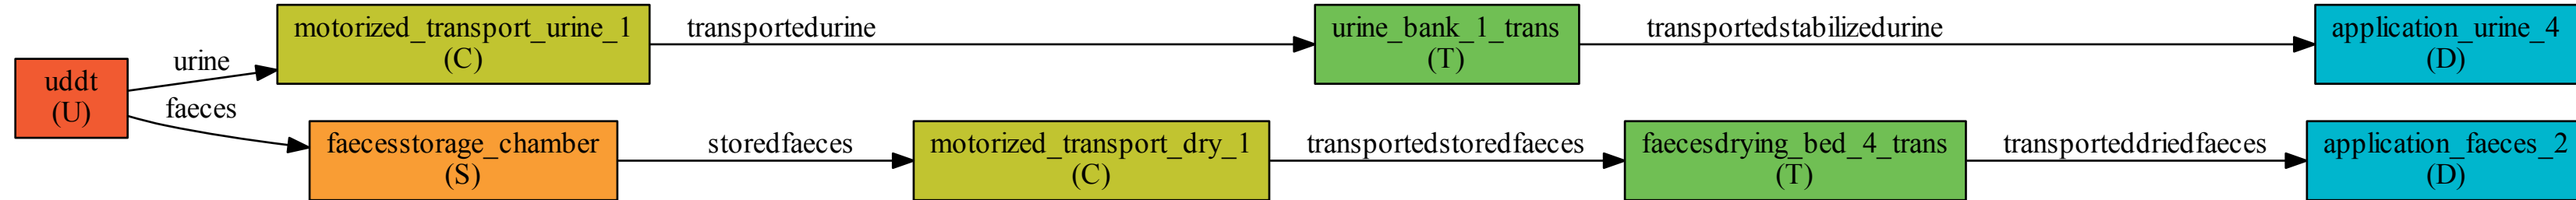 uddt
(U)
urine
faeces
motorized_transport_urine_1
(C)
transportedurine
urine_bank_1_trans
(T)
transportedstabilizedurine
application_urine_4
(D)
faecesstorage_chamber
(S)
storedfaeces
motorized_transport_dry_1
(C)
transportedstoredfaeces
faecesdrying_bed_4_trans
(T)
transporteddriedfaeces
application_faeces_2
(D)